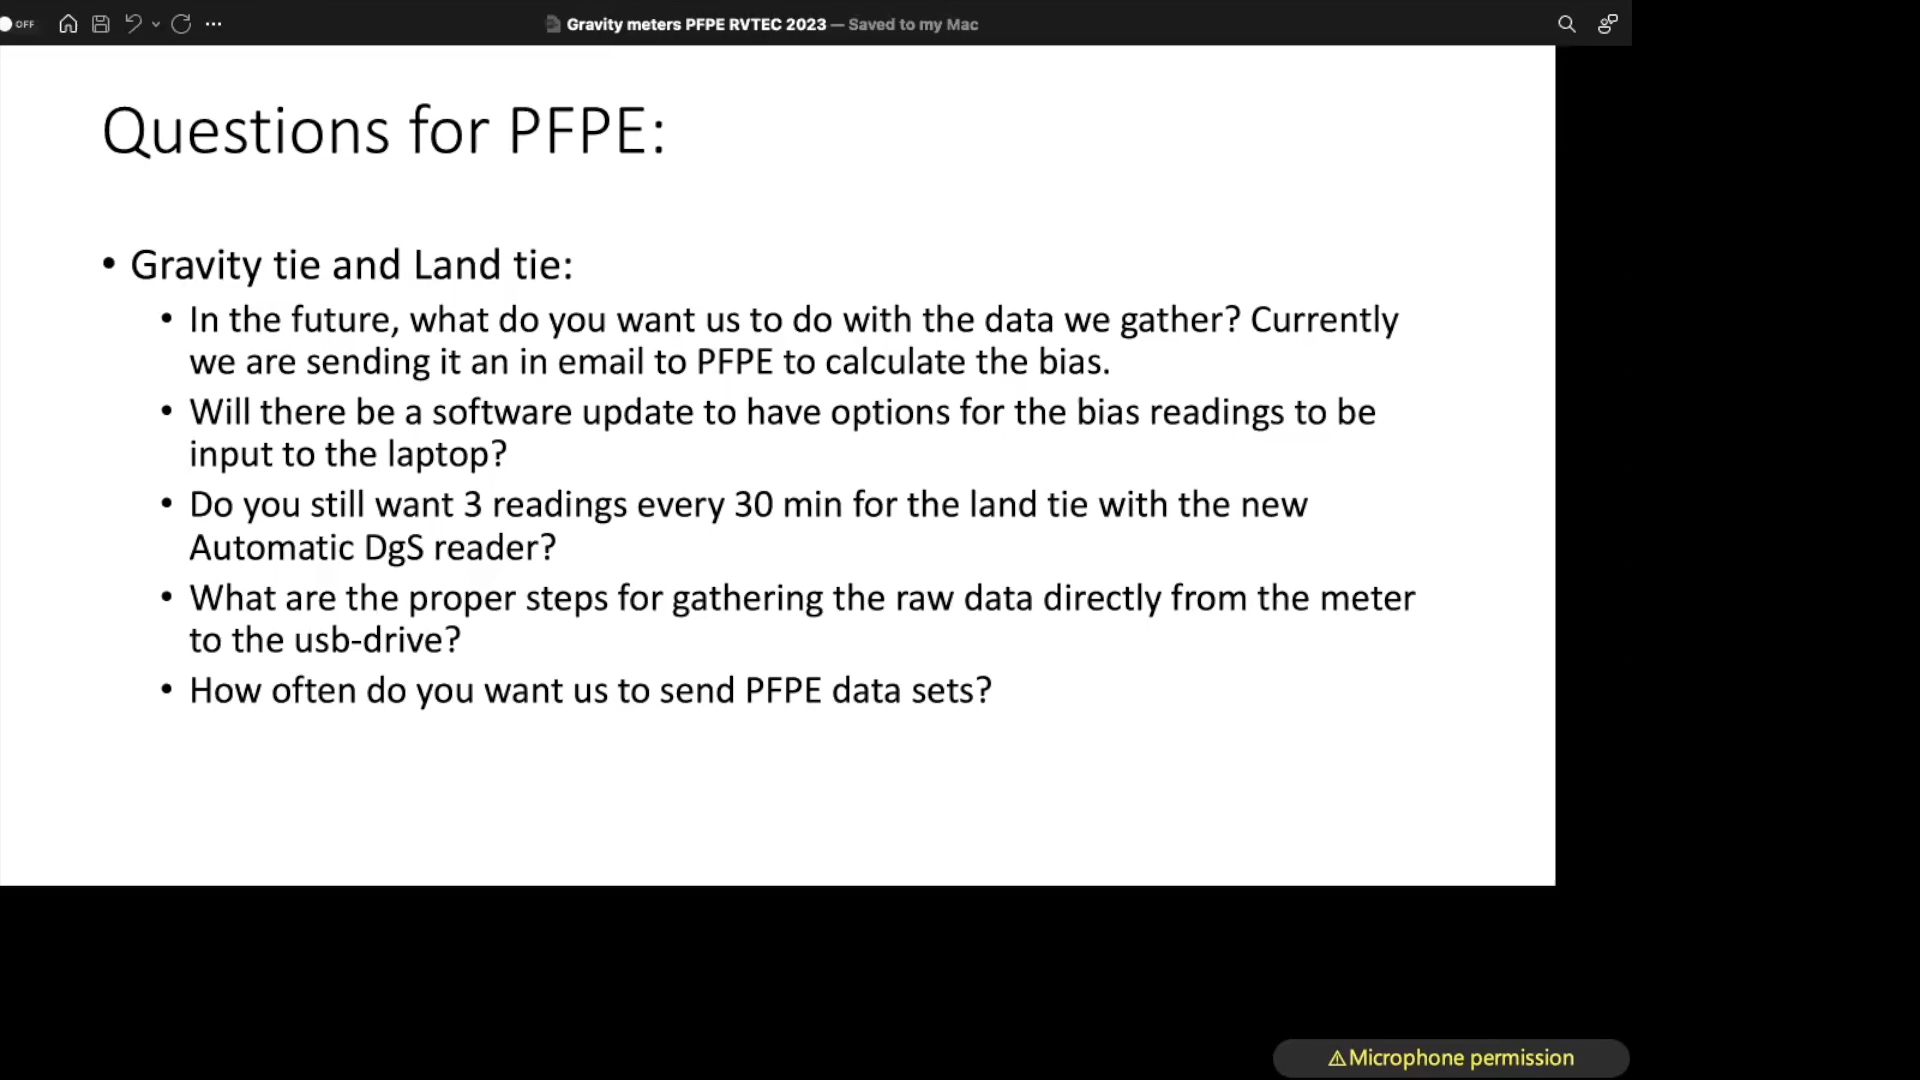 OFF
Gravity meters PFPE RVTEC 2023 — Saved to my Mac
Questions for PFPE:
• Gravity tie and Land tie:
• In the future, what do you want us to do with the data we gather? Currently
we are sending it an in email to PFPE to calculate the bias.
• Will there be a software update to have options for the bias readings to be
input to the laptop?
• Do you still want 3 readings every 30 min for the land tie with the new
Automatic DgS reader?
• What are the proper steps for gathering the raw data directly from the meter
to the usb-drive?
• How often do you want us to send PFPE data sets?
⚠Microphone permission